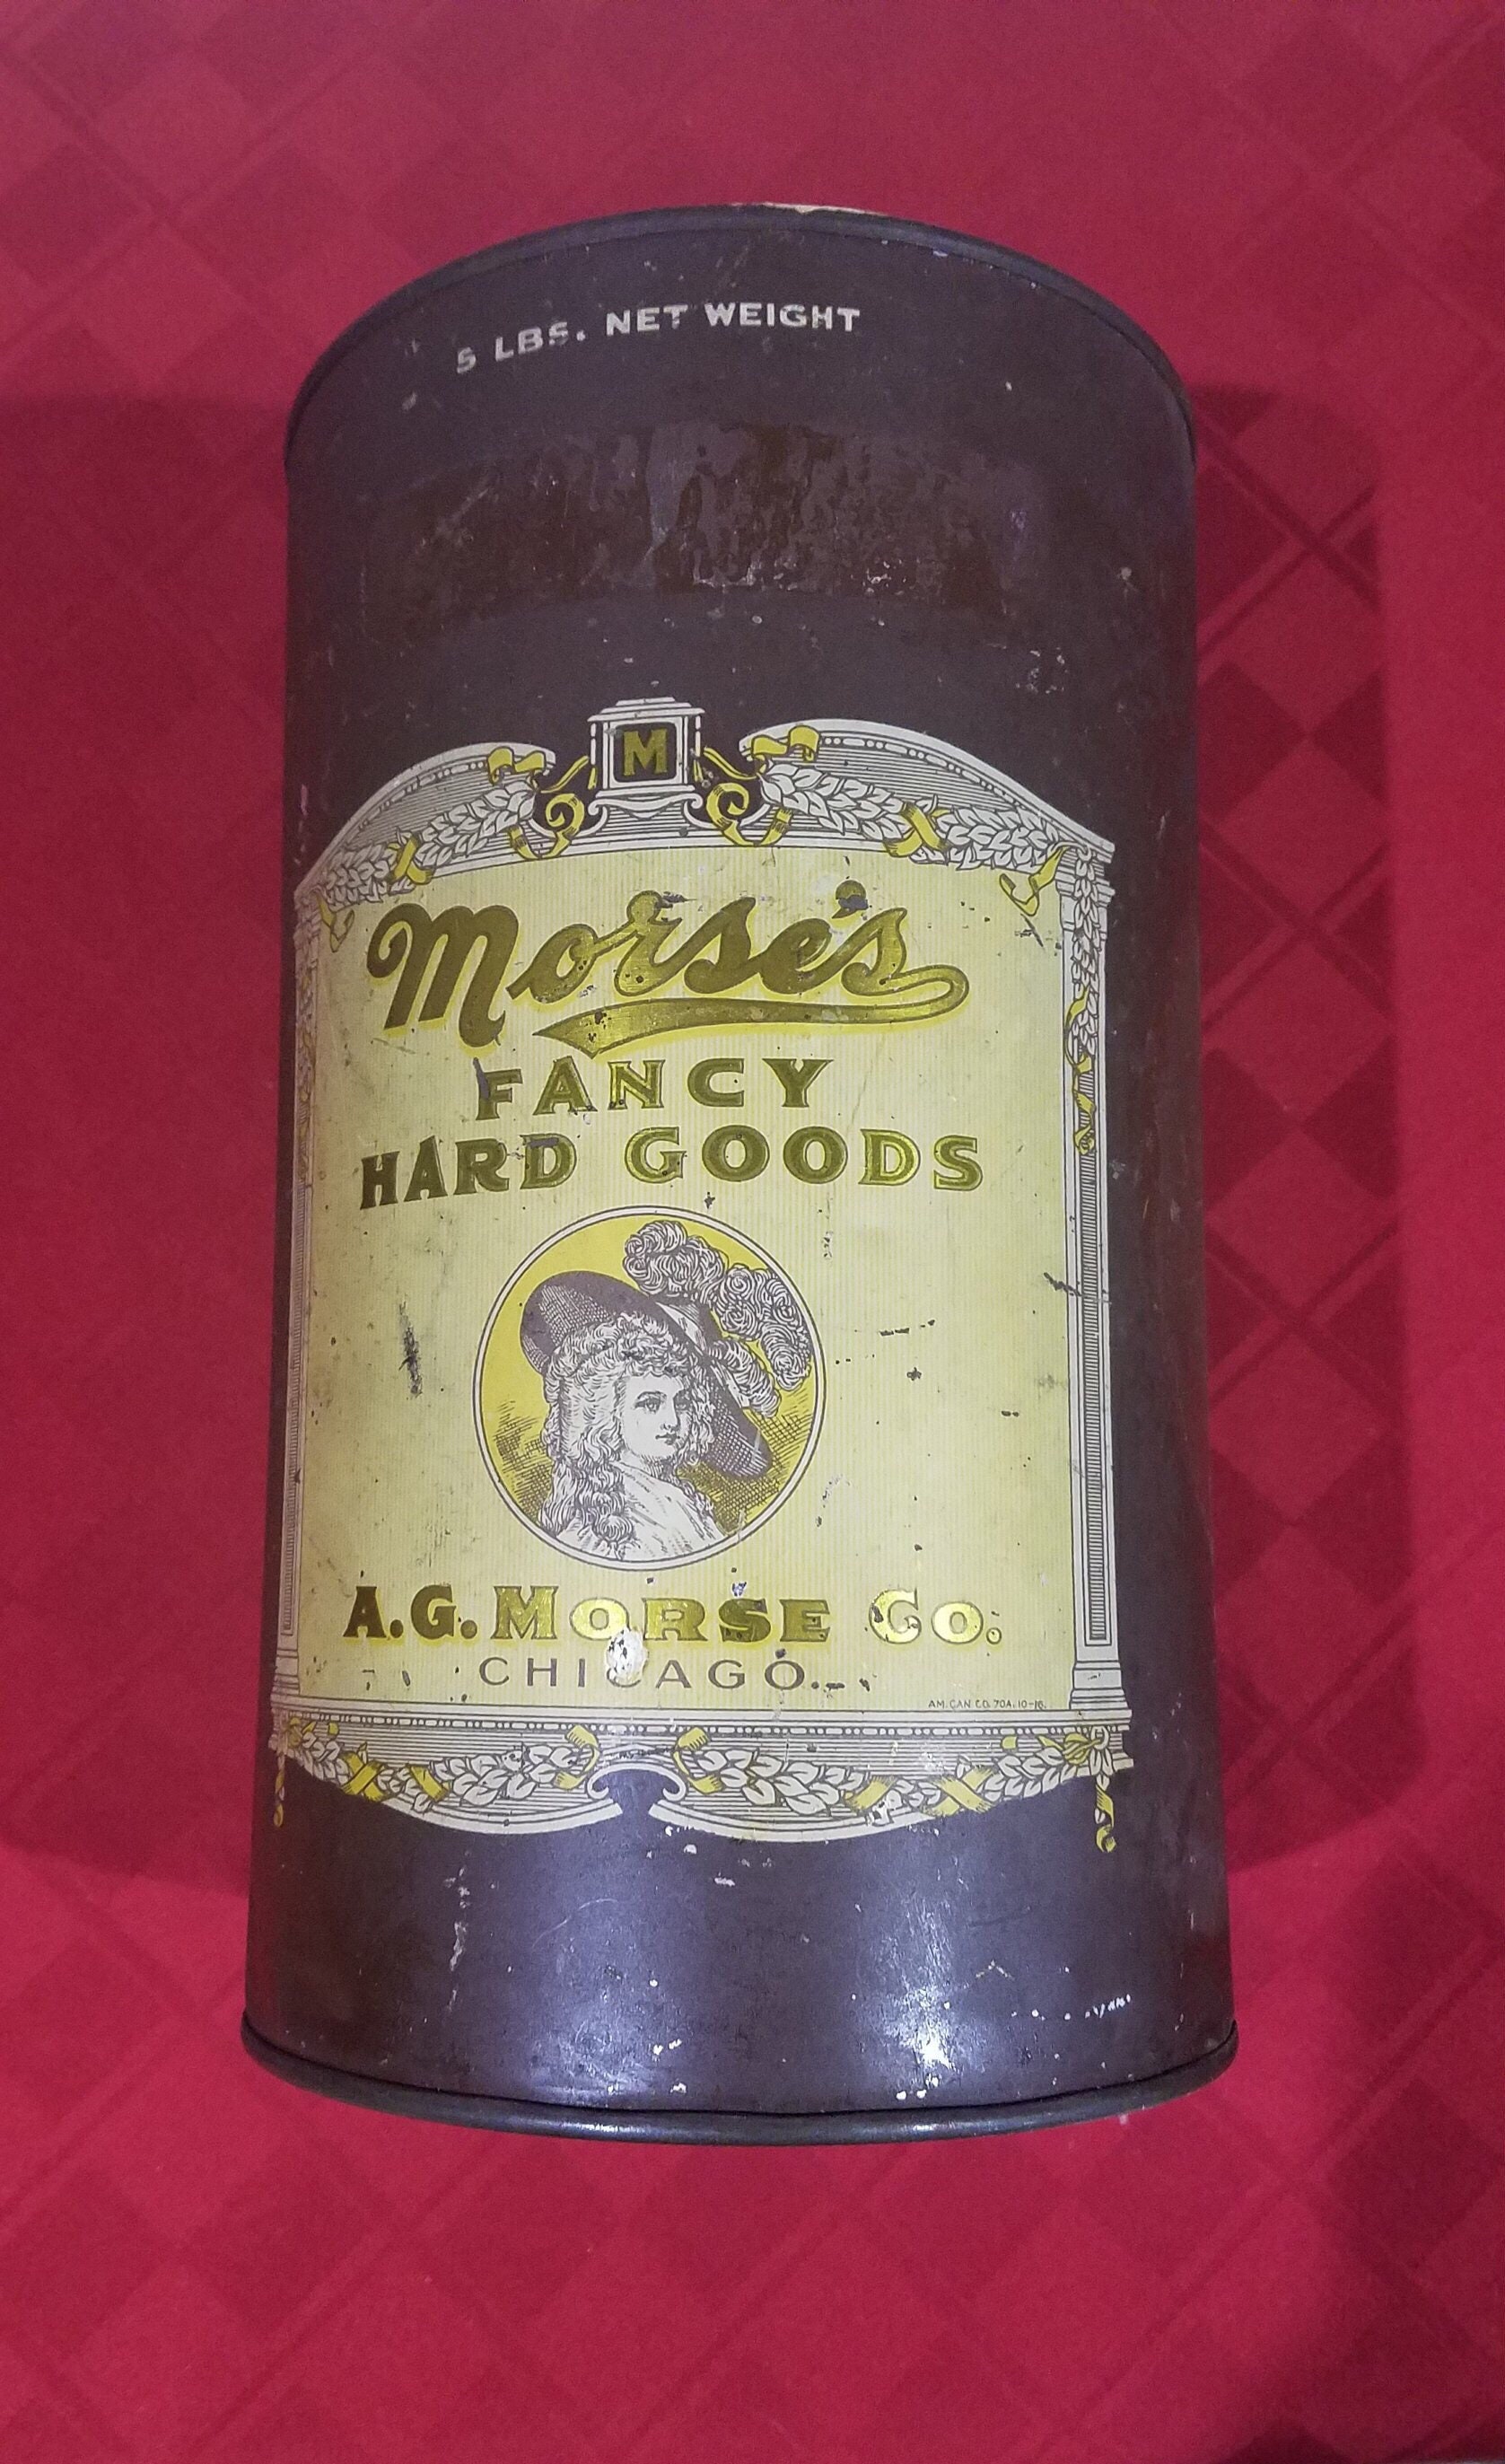 5 LBS. NET WEIGHT
M
Morse's
FANCY
HARD GOODS
A.G. MORSE CO.
CHICAGO.
AM. CAN CO. 70A. 10-16.